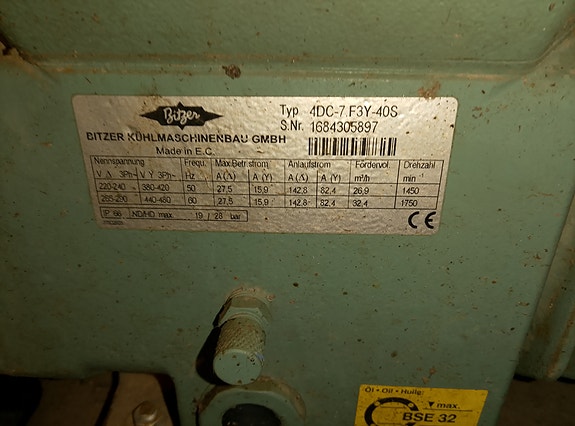 Bitzer
Typ 4DC-7.F3Y-40S
S.Nr. 1684305897
BITZER KÜHLMASCHINENBAU GMBH
Made in E.C.
Nennspannung Frequ. Max.Betr.strom Anlaufstrom Fördervol. Drehzahl
V Δ 3Ph~ V Y 3Ph~ Hz A (Δ) A (Y) A (Δ) A (Y) m³/h min⁻¹
220-240 380-420 50 27,5 15,9 142,8 82,4 26,9 1450
265-290 440-480 60 27,5 15,9 142,8 82,4 32,4 1750
IP 66 ND/HD max 19 / 28 bar
CE
Öl - Oil - Huile:
max.
BSE 32